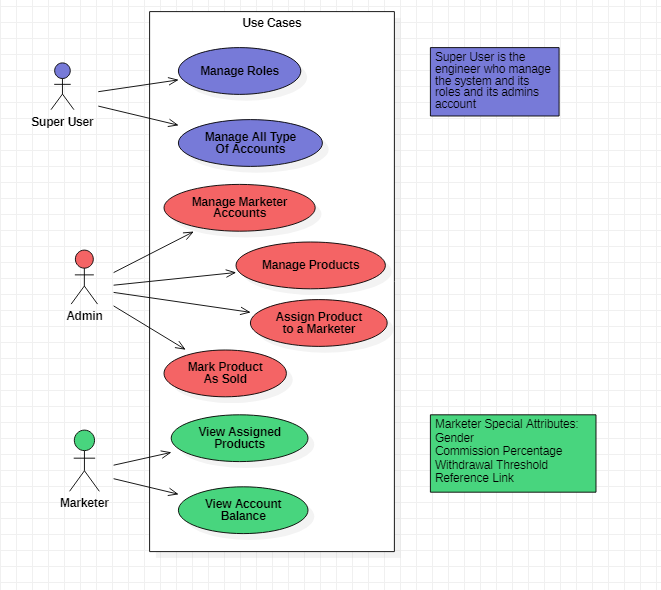 Use Cases
Manage Roles
Super User
Manage All Type
Of Accounts
Super User is the
engineer who manage
the system and its
roles and its admins
account
Manage Marketer
Accounts
Manage Products
Admin
Assign Product
to a Marketer
Mark Product
As Sold
View Assigned
Products
Marketer
View Account
Balance
Marketer Special Attributes:
Gender
Commission Percentage
Withdrawal Threshold
Reference Link